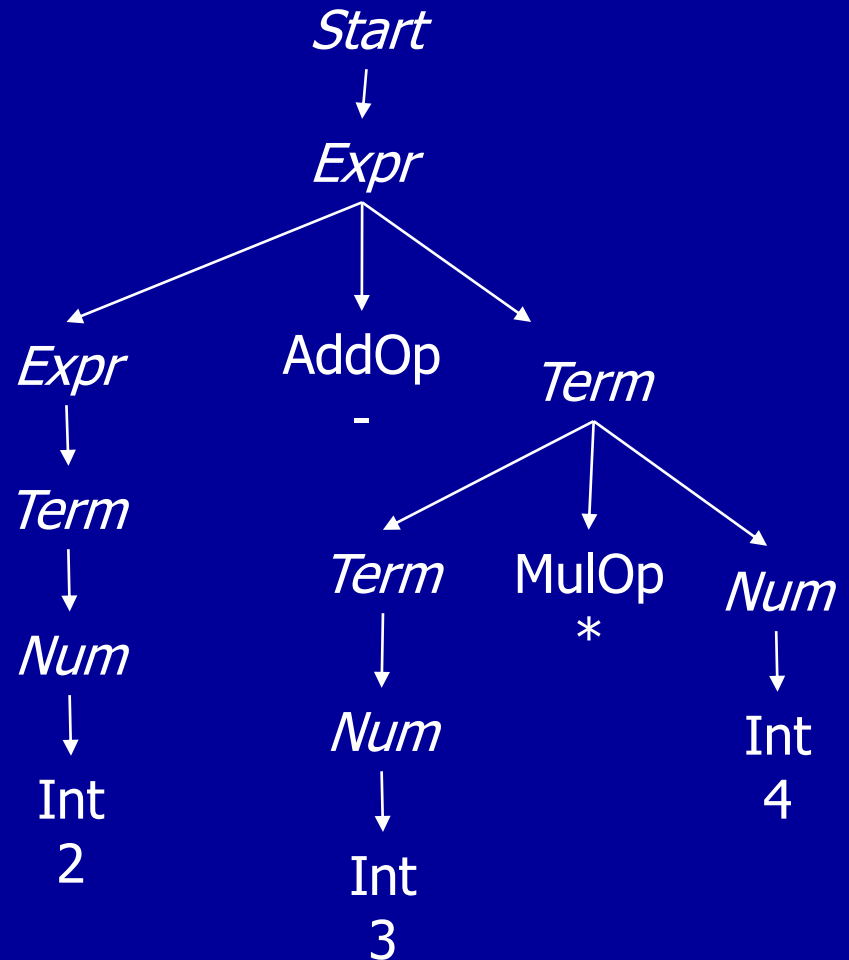 Start
Expr
Expr
AddOp
-
Term
Term
Term
MulOp
*
Num
Num
Num
Int
4
Int
2
Int
3